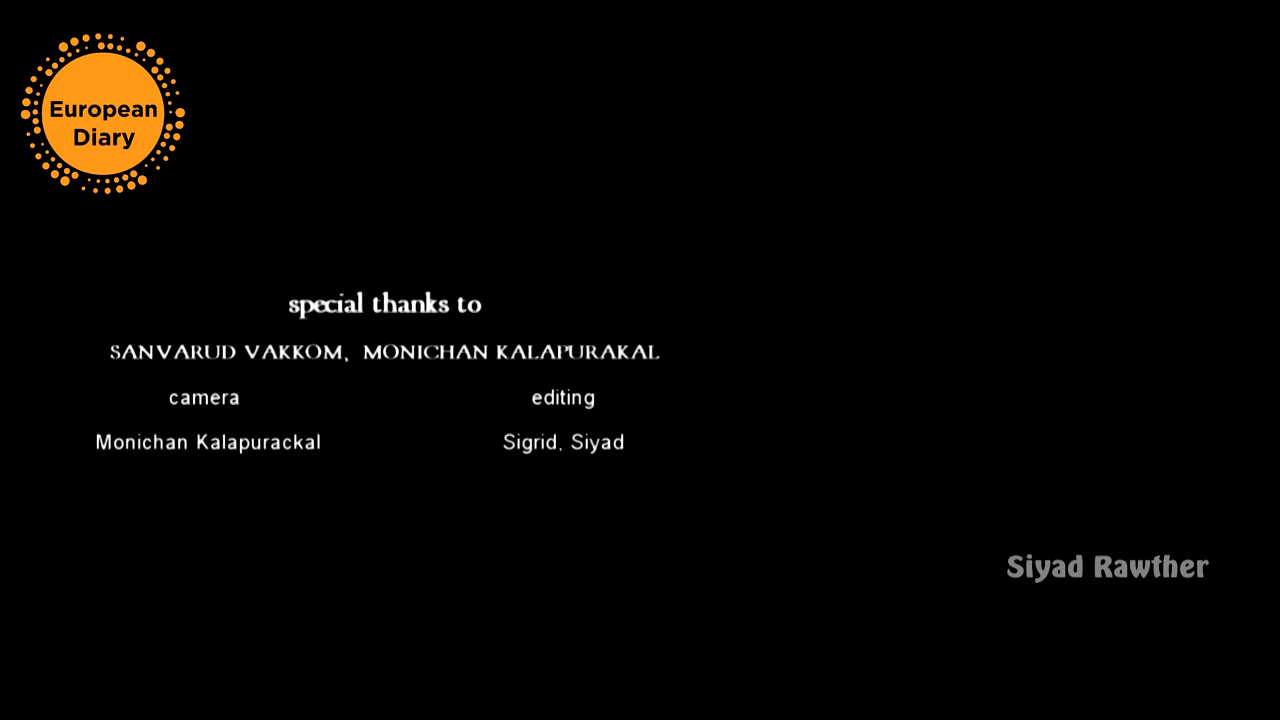 European
Diary
special thanks to
SANVARUD VAKKOM, MONICHAN KALAPURAKAL
camera editing
Monichan Kalapurackal Sigrid, Siyad
Siyad Rawther